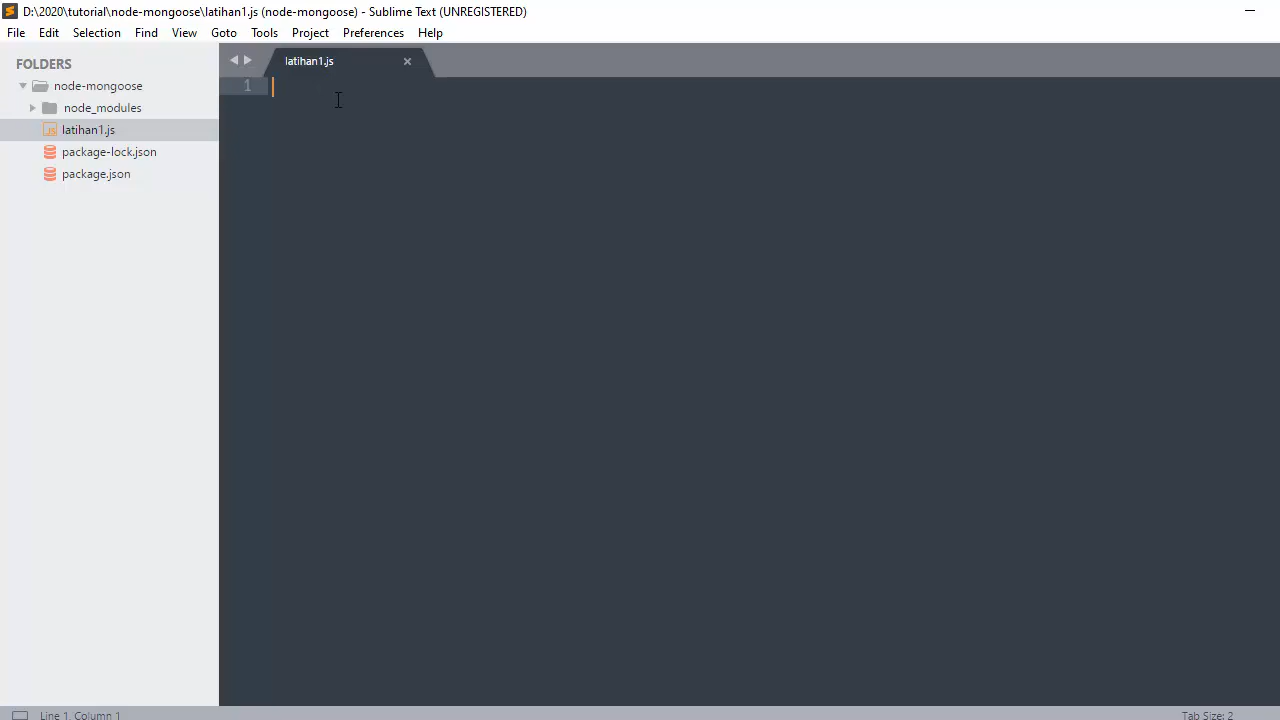 D:\2020\tutorial\node-mongoose\latihan1.js (node-mongoose) - Sublime Text (UNREGISTERED)
File Edit Selection Find View Goto Tools Project Preferences Help
FOLDERS
node-mongoose
node_modules
latihan1.js
package-lock.json
package.json
latihan1.js
1
Line 1, Column 1
Tab Size: 2